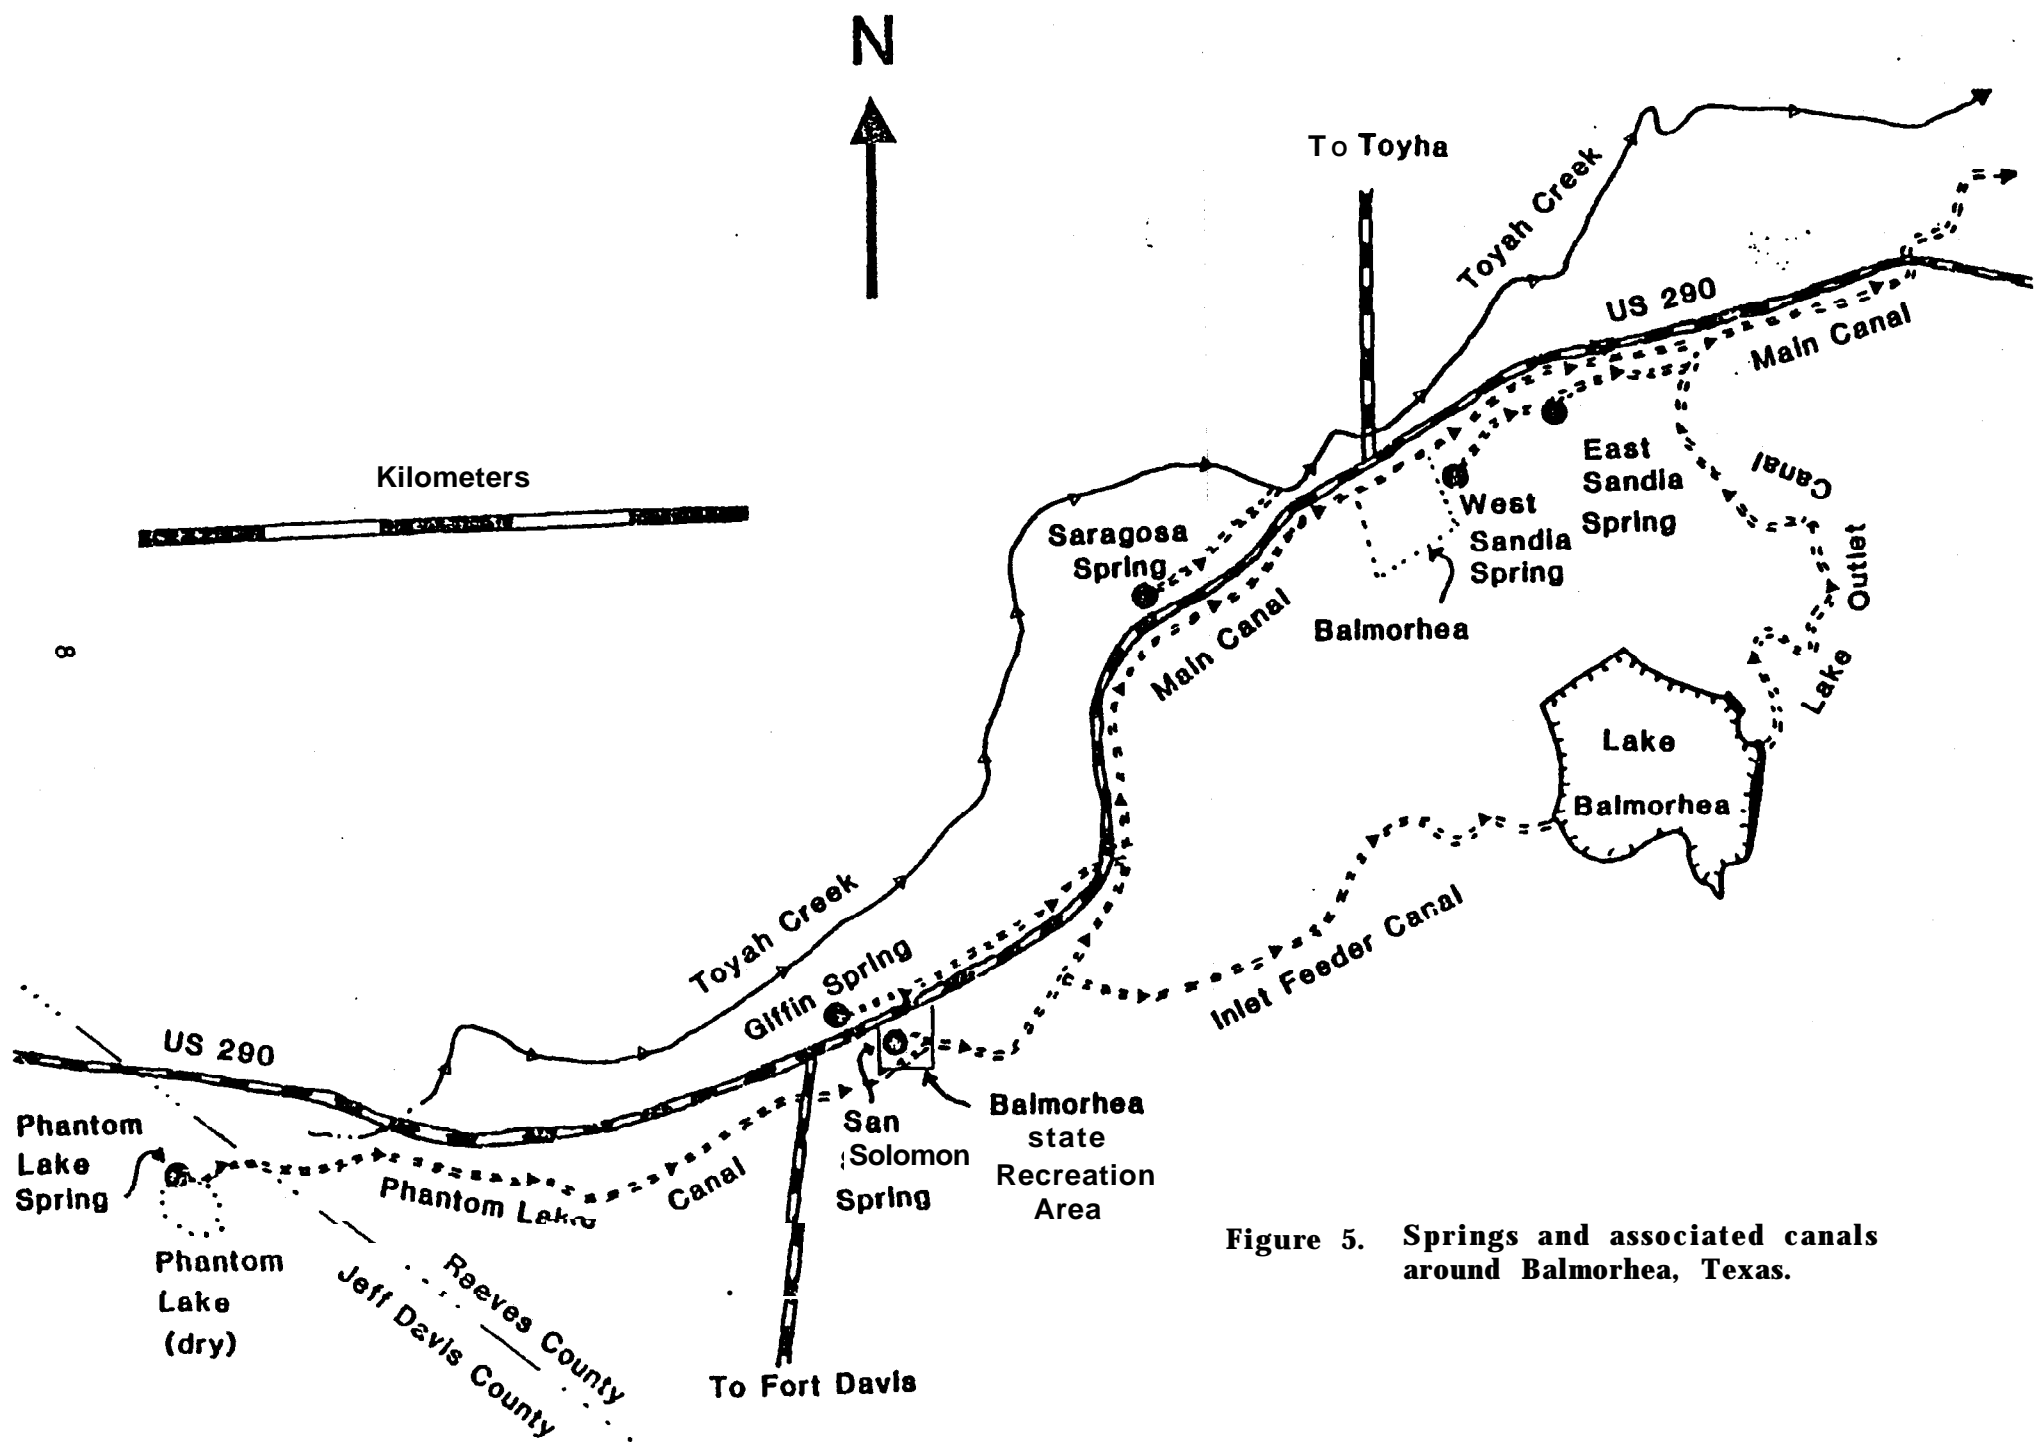 N
To Toyha
Toyah Creek
US 290
Main Canal
Kilometers
East
Sandia
Spring
Canal
Outlet
Lake
West
Sandia
Spring
Saragosa
Spring
Main Canal
Balmorhea
8
Lake
Balmorhea
Toyah Creek
Giffin Spring
Inlet Feeder Canal
US 290
Phantom
Lake
Spring
Phantom Lake
Canal
San
Solomon
Spring
Balmorhea
state
Recreation
Area
Phantom
Lake
(dry)
Reeves County
Jeff Davis County
To Fort Davis
Figure 5. Springs and associated canals
around Balmorhea, Texas.